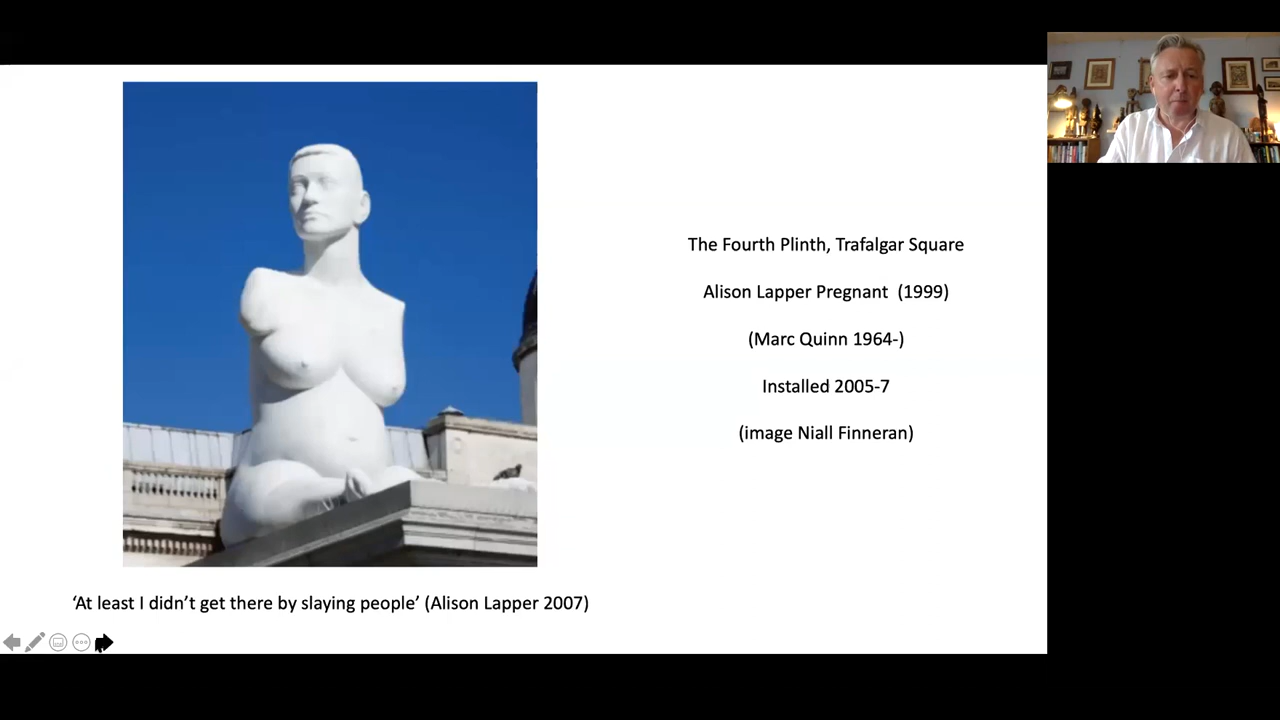 The Fourth Plinth, Trafalgar Square
Alison Lapper Pregnant (1999)
(Marc Quinn 1964-)
Installed 2005-7
(image Niall Finneran)
‘At least I didn’t get there by slaying people’ (Alison Lapper 2007)